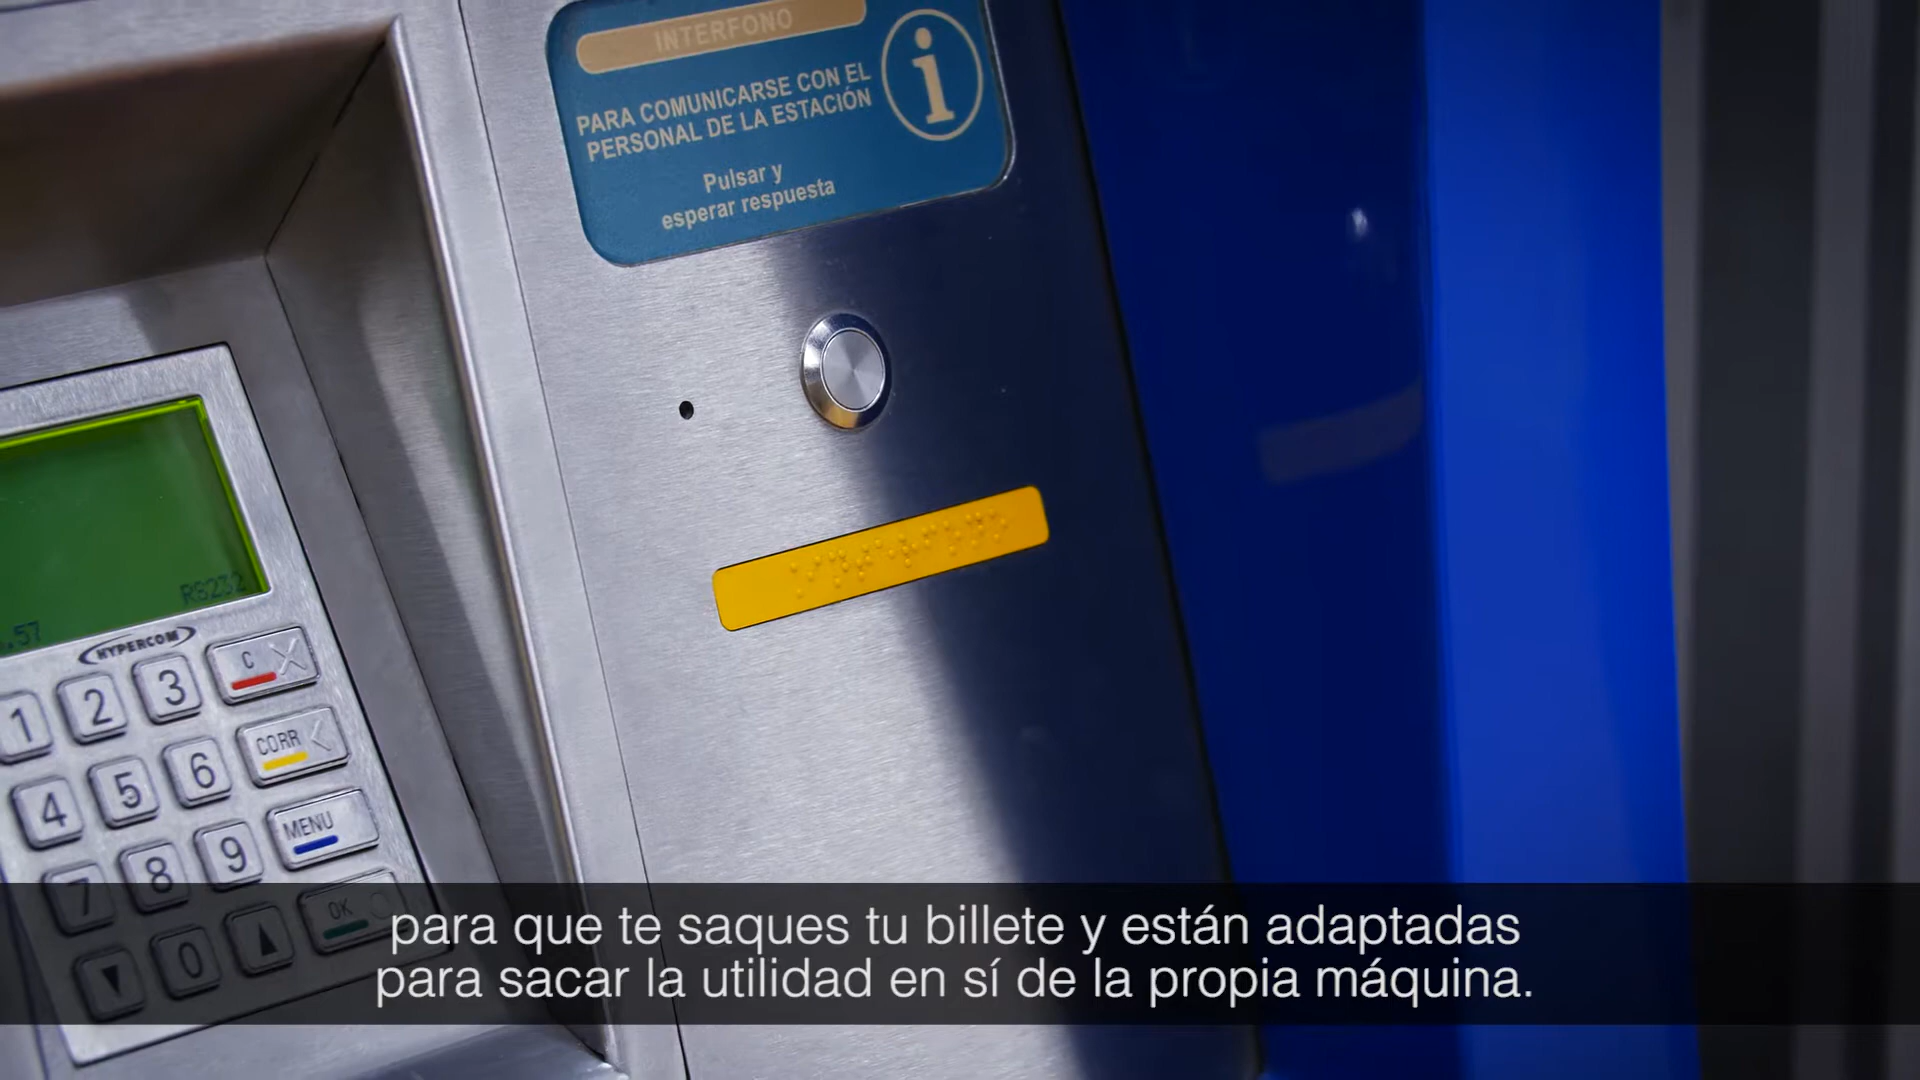 INTERFONO
PARA COMUNICARSE CON EL
PERSONAL DE LA ESTACIÓN
Pulsar y
esperar respuesta
RS232
.57
HYPERCOM
1 2 3 C
4 5 6 CORR
7 8 9 MENU
0 OK
para que te saques tu billete y están adaptadas
para sacar la utilidad en sí de la propia máquina.